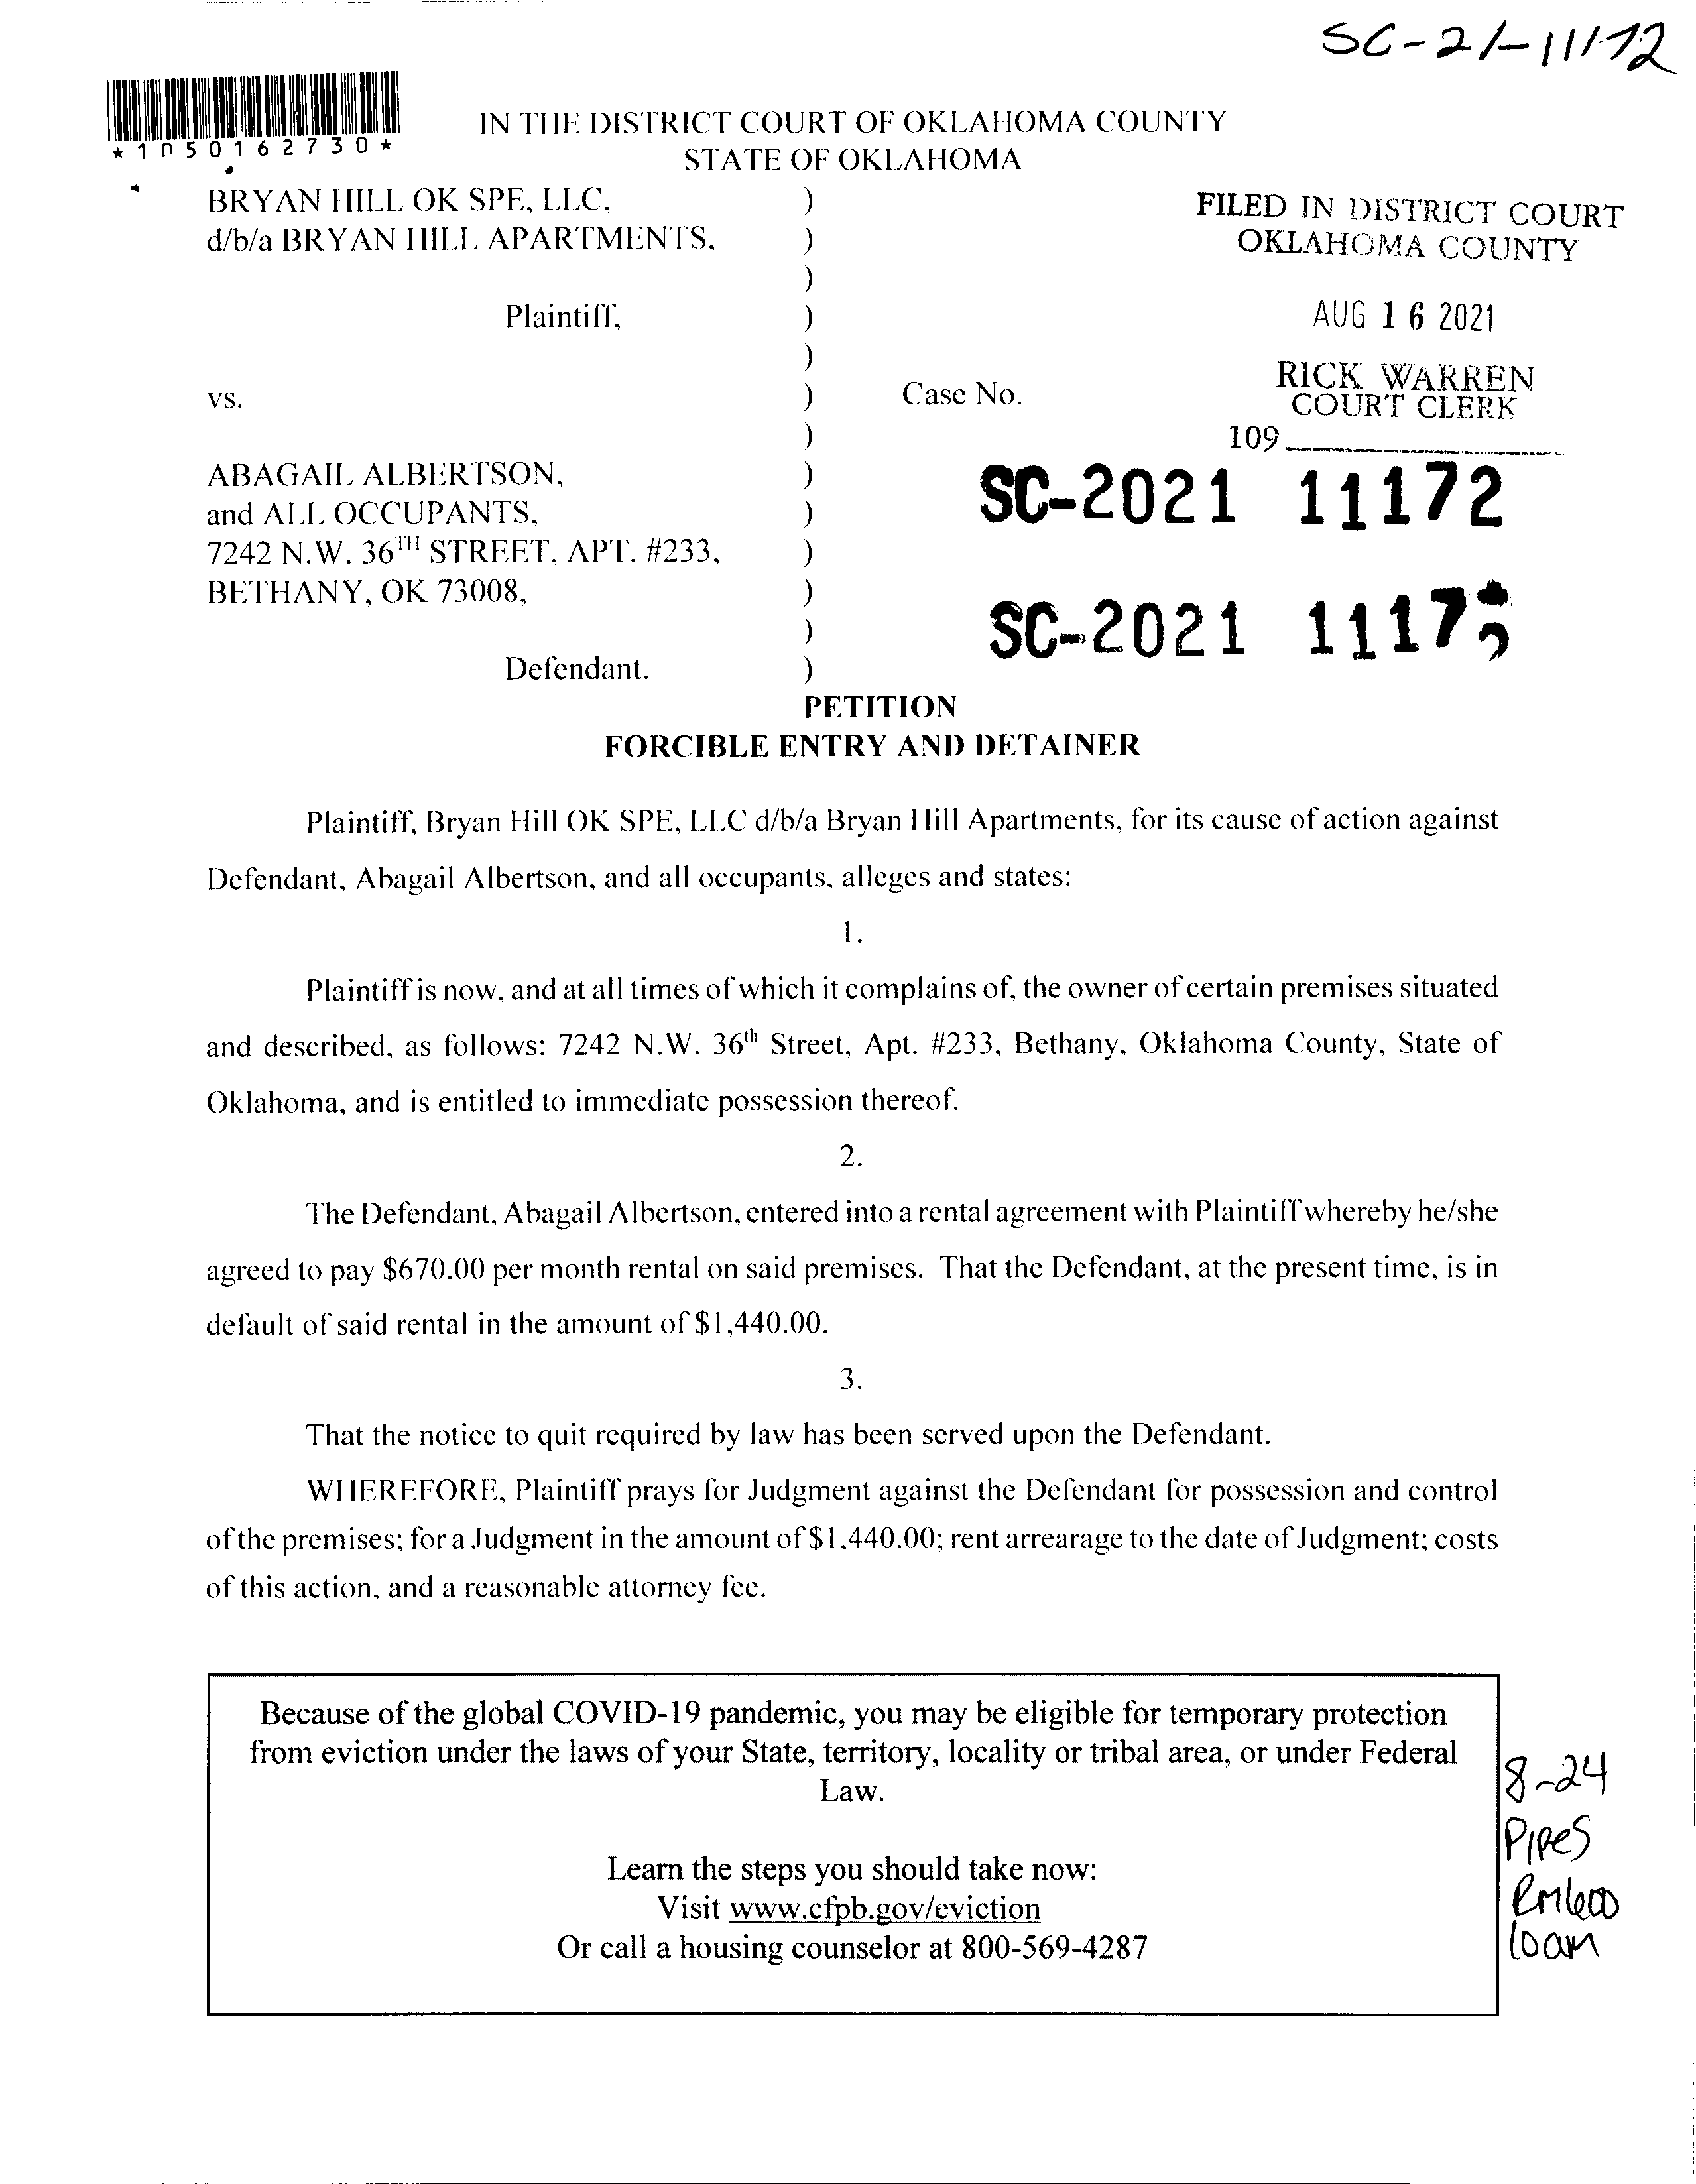 SC-21-11172
*1050162730*
IN THE DISTRICT COURT OF OKLAHOMA COUNTY
STATE OF OKLAHOMA
BRYAN HILL OK SPE, LLC, )
d/b/a BRYAN HILL APARTMENTS, )
)
Plaintiff, )
)
vs. )
)
ABAGAIL ALBERTSON, )
and ALL OCCUPANTS, )
7242 N.W. 36TH STREET, APT. #233, )
BETHANY, OK 73008, )
)
Defendant. )
FILED IN DISTRICT COURT
OKLAHOMA COUNTY
AUG 16 2021
RICK WARREN
COURT CLERK
109
Case No.
SC-2021 11172
SC-2021 1117
PETITION
FORCIBLE ENTRY AND DETAINER
Plaintiff, Bryan Hill OK SPE, LLC d/b/a Bryan Hill Apartments, for its cause of action against
Defendant, Abagail Albertson, and all occupants, alleges and states:
1.
Plaintiff is now, and at all times of which it complains of, the owner of certain premises situated
and described, as follows: 7242 N.W. 36th Street, Apt. #233, Bethany, Oklahoma County, State of
Oklahoma, and is entitled to immediate possession thereof.
2.
The Defendant, Abagail Albertson, entered into a rental agreement with Plaintiff whereby he/she
agreed to pay $670.00 per month rental on said premises. That the Defendant, at the present time, is in
default of said rental in the amount of $1,440.00.
3.
That the notice to quit required by law has been served upon the Defendant.
WHEREFORE, Plaintiff prays for Judgment against the Defendant for possession and control
of the premises; for a Judgment in the amount of $1,440.00; rent arrearage to the date of Judgment; costs
of this action, and a reasonable attorney fee.
Because of the global COVID-19 pandemic, you may be eligible for temporary protection
from eviction under the laws of your State, territory, locality or tribal area, or under Federal
Law.
Learn the steps you should take now:
Visit www.cfpb.gov/eviction
Or call a housing counselor at 800-569-4287
8-24
Pipes
Rm600
10am